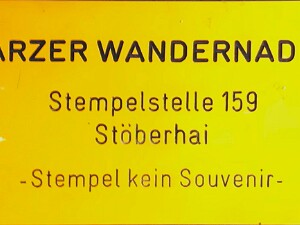 ARZER WANDERNAD
Stempelstelle 159
Stöberhai
-Stempel kein Souvenir-